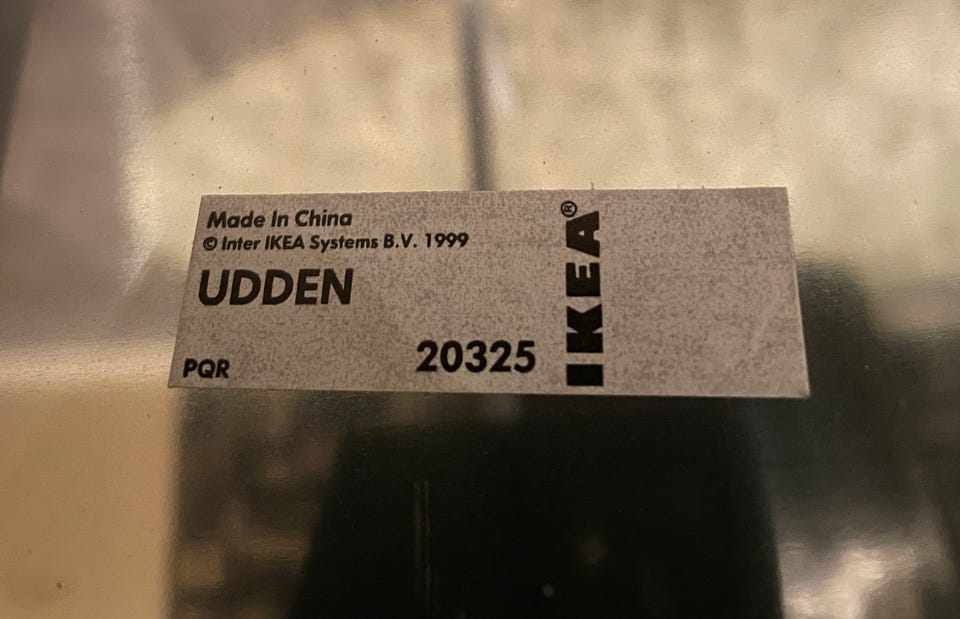 Made In China
© Inter IKEA Systems B.V. 1999
UDDEN
PQR
20325
IKEA®